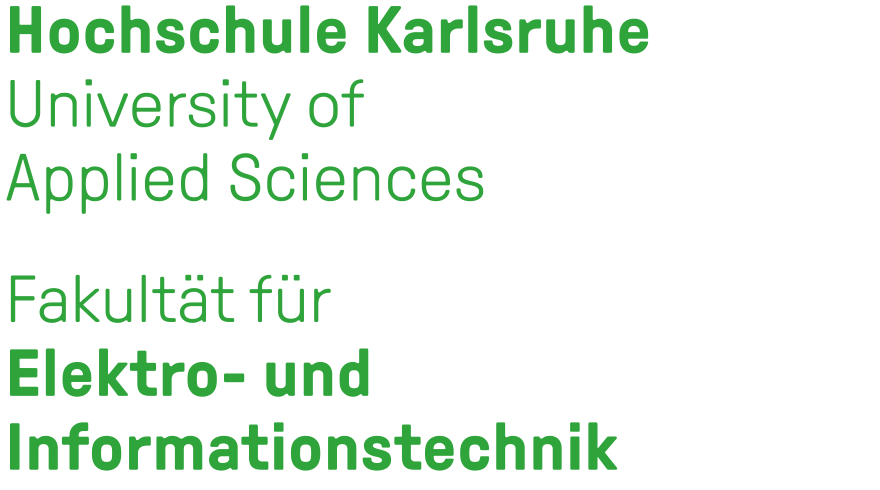 Hochschule Karlsruhe
University of
Applied Sciences
Fakultät für
Elektro- und
Informationstechnik